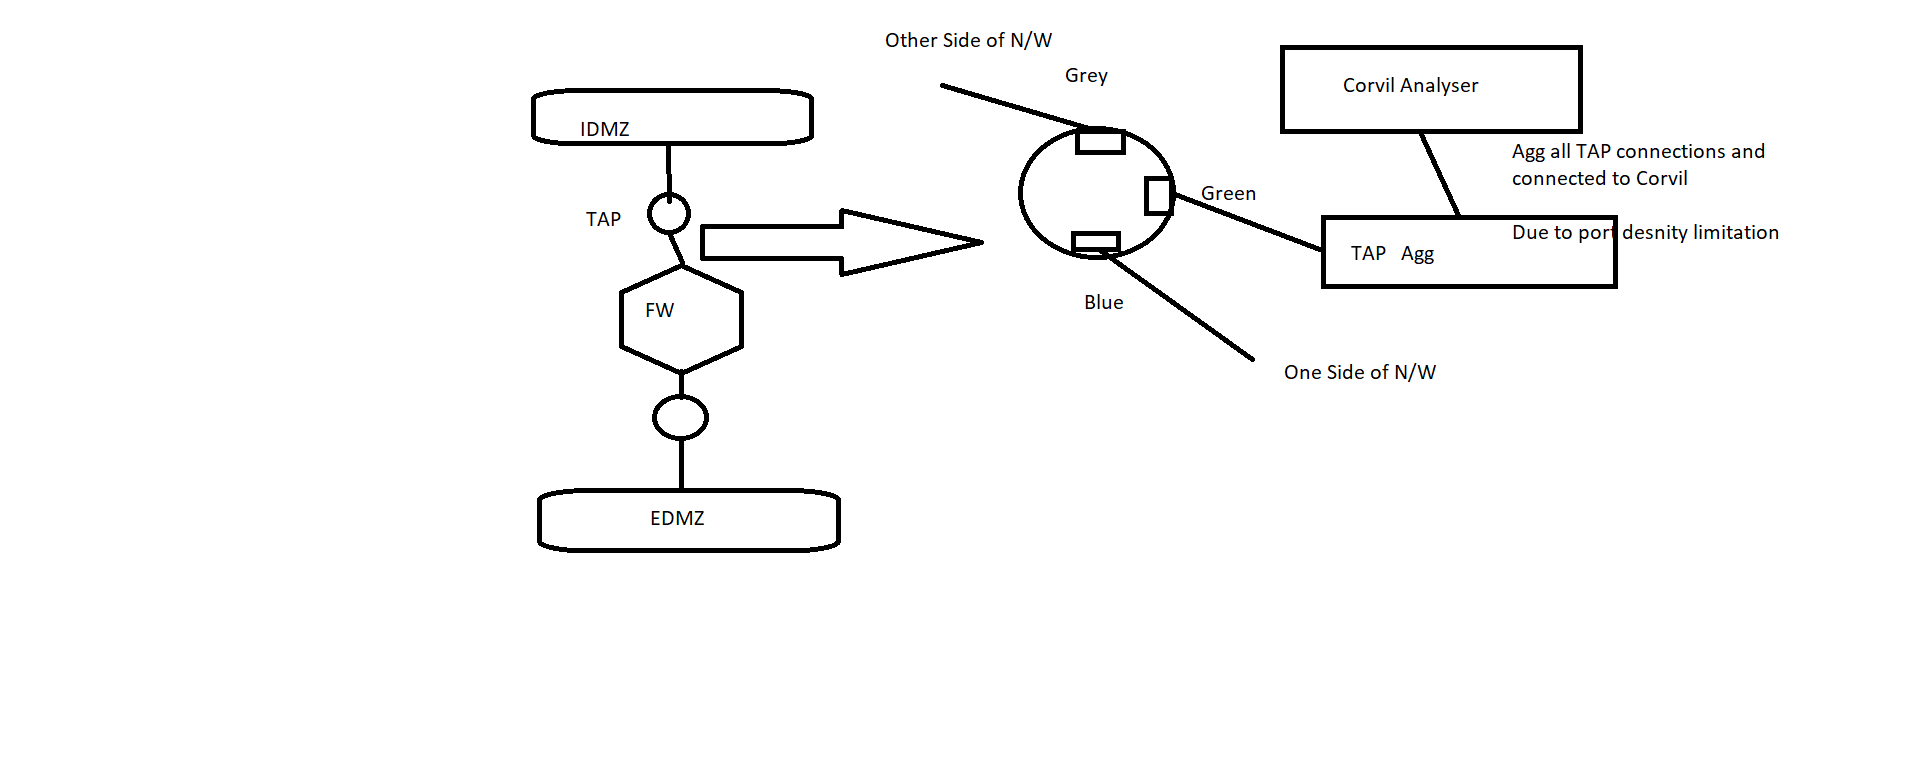 Other Side of N/W
Grey
Corvil Analyser
IDMZ
Agg all TAP connections and
connected to Corvil
Green
TAP
Due to port desnity limitation
TAP Agg
Blue
FW
One Side of N/W
EDMZ